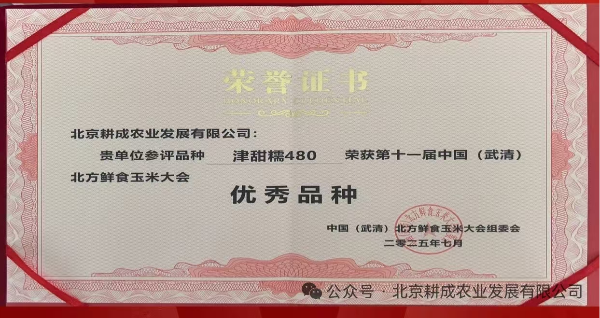 荣誉证书
HONORARY CREDENTIAL
北京耕成农业发展有限公司：
贵单位参评品种 津甜糯480 荣获第十一届中国（武清）
北方鲜食玉米大会
优秀品种
中国（武清）北方鲜食玉米大会组委会
二〇二五年七月
公众号·北京耕成农业发展有限公司